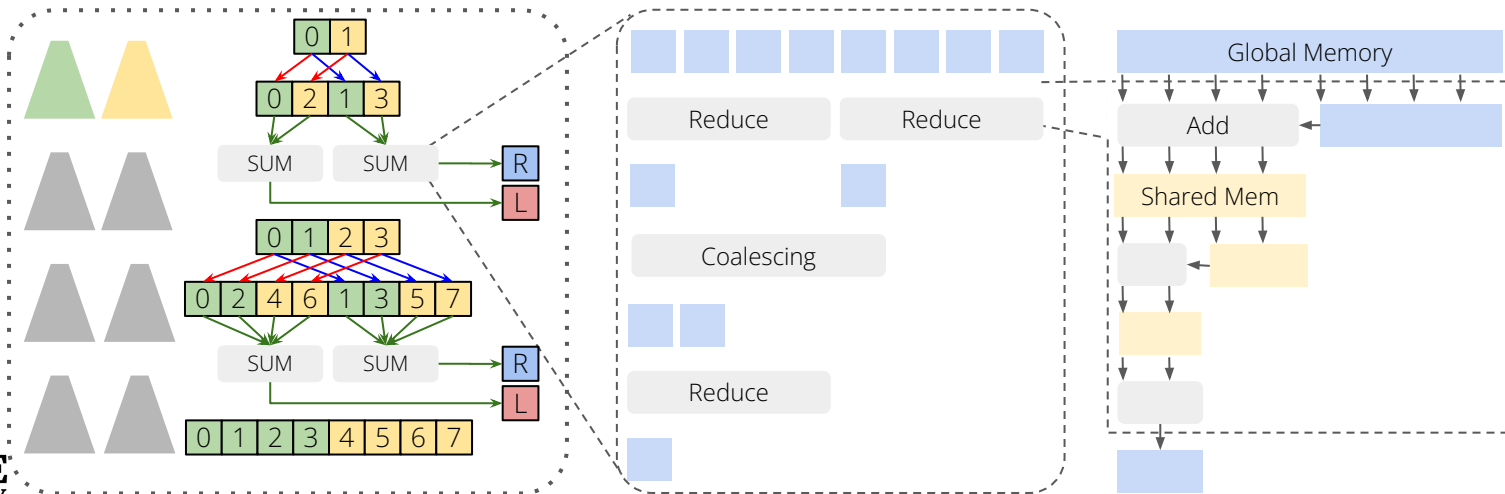 0 1
0 2 1 3
SUM SUM
R
L
0 1 2 3
0 2 4 6 1 3 5 7
SUM SUM
R
L
0 1 2 3 4 5 6 7
E
Reduce Reduce
Coalescing
Reduce
Global Memory
Add
Shared Mem